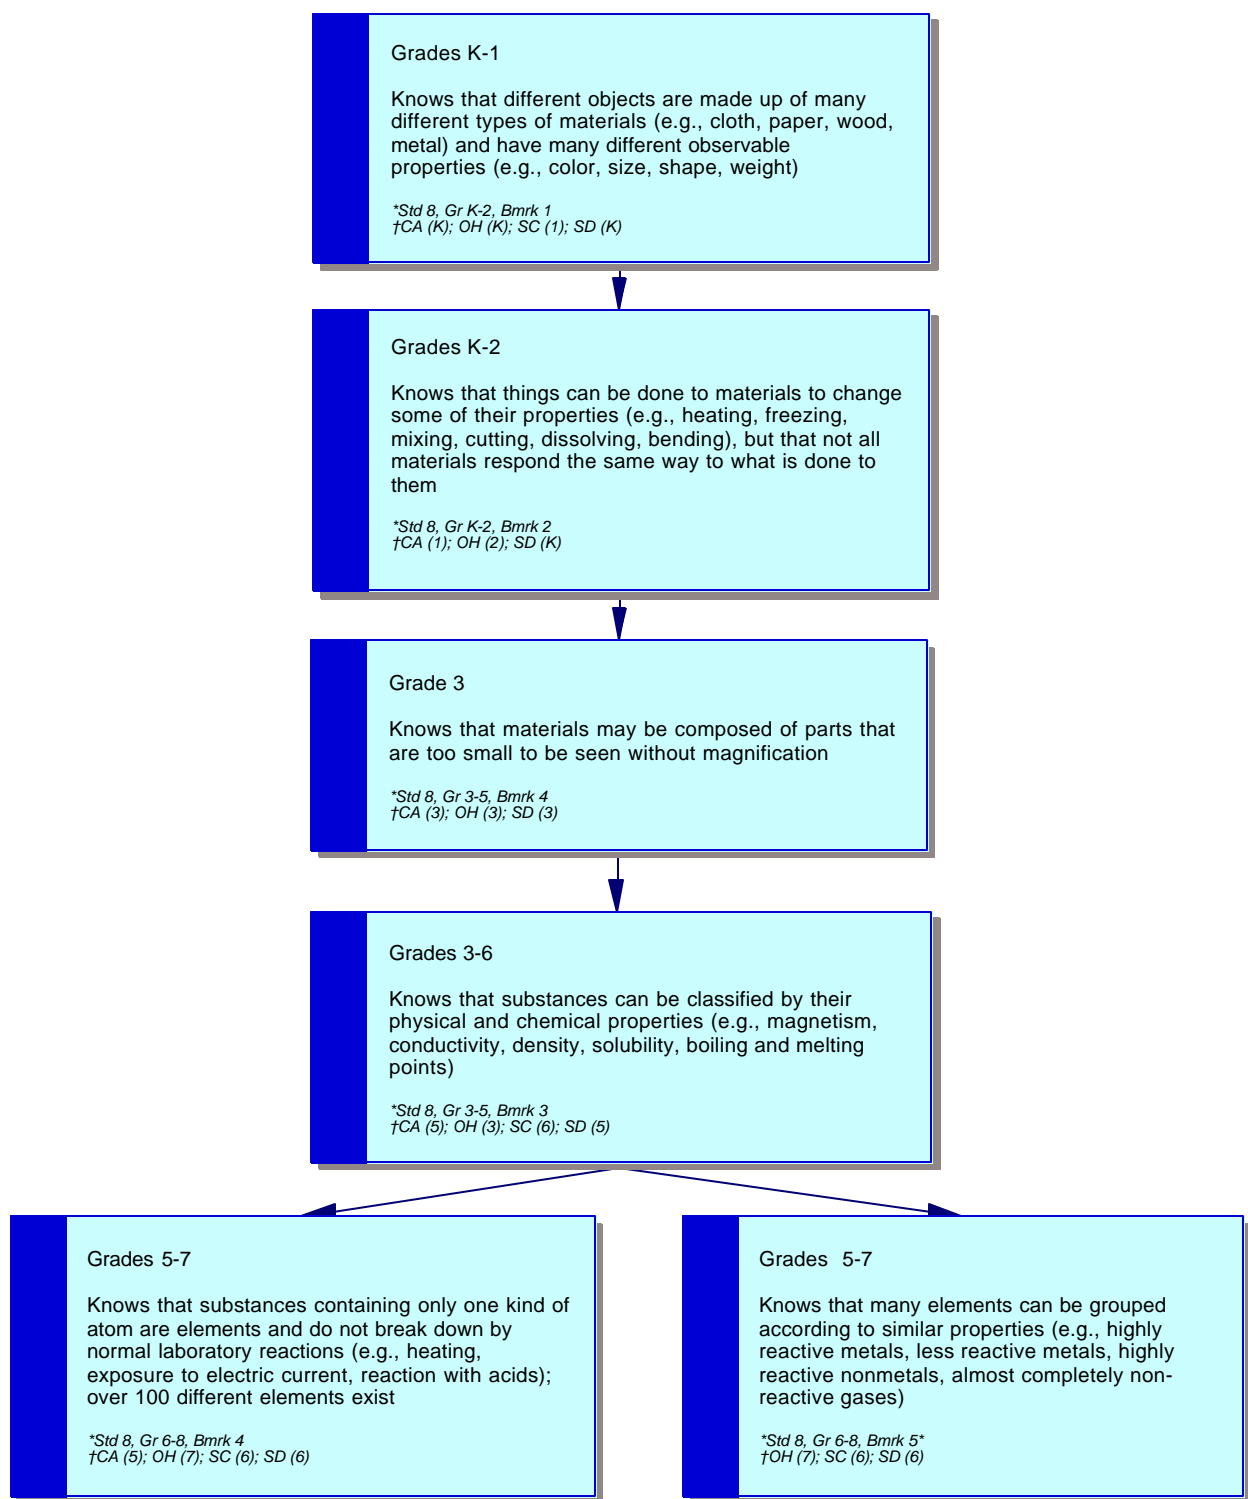 Grades K-1
Knows that different objects are made up of many
different types of materials (e.g., cloth, paper, wood,
metal) and have many different observable
properties (e.g., color, size, shape, weight)
*Std 8, Gr K-2, Bmrk 1
†CA (K); OH (K); SC (1); SD (K)
Grades K-2
Knows that things can be done to materials to change
some of their properties (e.g., heating, freezing,
mixing, cutting, dissolving, bending), but that not all
materials respond the same way to what is done to
them
*Std 8, Gr K-2, Bmrk 2
†CA (1); OH (2); SD (K)
Grade 3
Knows that materials may be composed of parts that
are too small to be seen without magnification
*Std 8, Gr 3-5, Bmrk 4
†CA (3); OH (3); SD (3)
Grades 3-6
Knows that substances can be classified by their
physical and chemical properties (e.g., magnetism,
conductivity, density, solubility, boiling and melting
points)
*Std 8, Gr 3-5, Bmrk 3
†CA (5); OH (3); SC (6); SD (5)
Grades 5-7
Knows that substances containing only one kind of
atom are elements and do not break down by
normal laboratory reactions (e.g., heating,
exposure to electric current, reaction with acids);
over 100 different elements exist
*Std 8, Gr 6-8, Bmrk 4
†CA (5); OH (7); SC (6); SD (6)
Grades 5-7
Knows that many elements can be grouped
according to similar properties (e.g., highly
reactive metals, less reactive metals, highly
reactive nonmetals, almost completely non-
reactive gases)
*Std 8, Gr 6-8, Bmrk 5*
†OH (7); SC (6); SD (6)